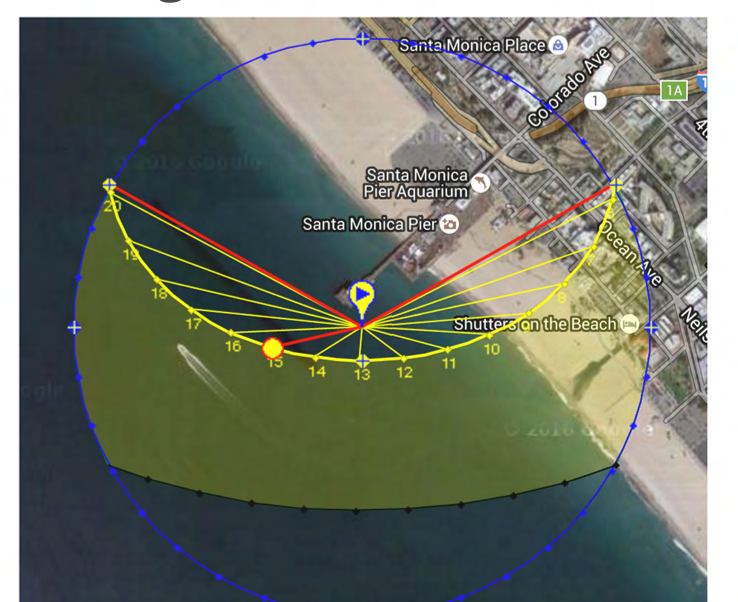 Santa Monica Place
Colorado Ave
1
1A
© 2016 Google
Santa Monica
Pier Aquarium
Santa Monica Pier
Ocean Ave
20
19
18
17
16
15
14
13
12
11
10
8
Shutters on the Beach
© 2016